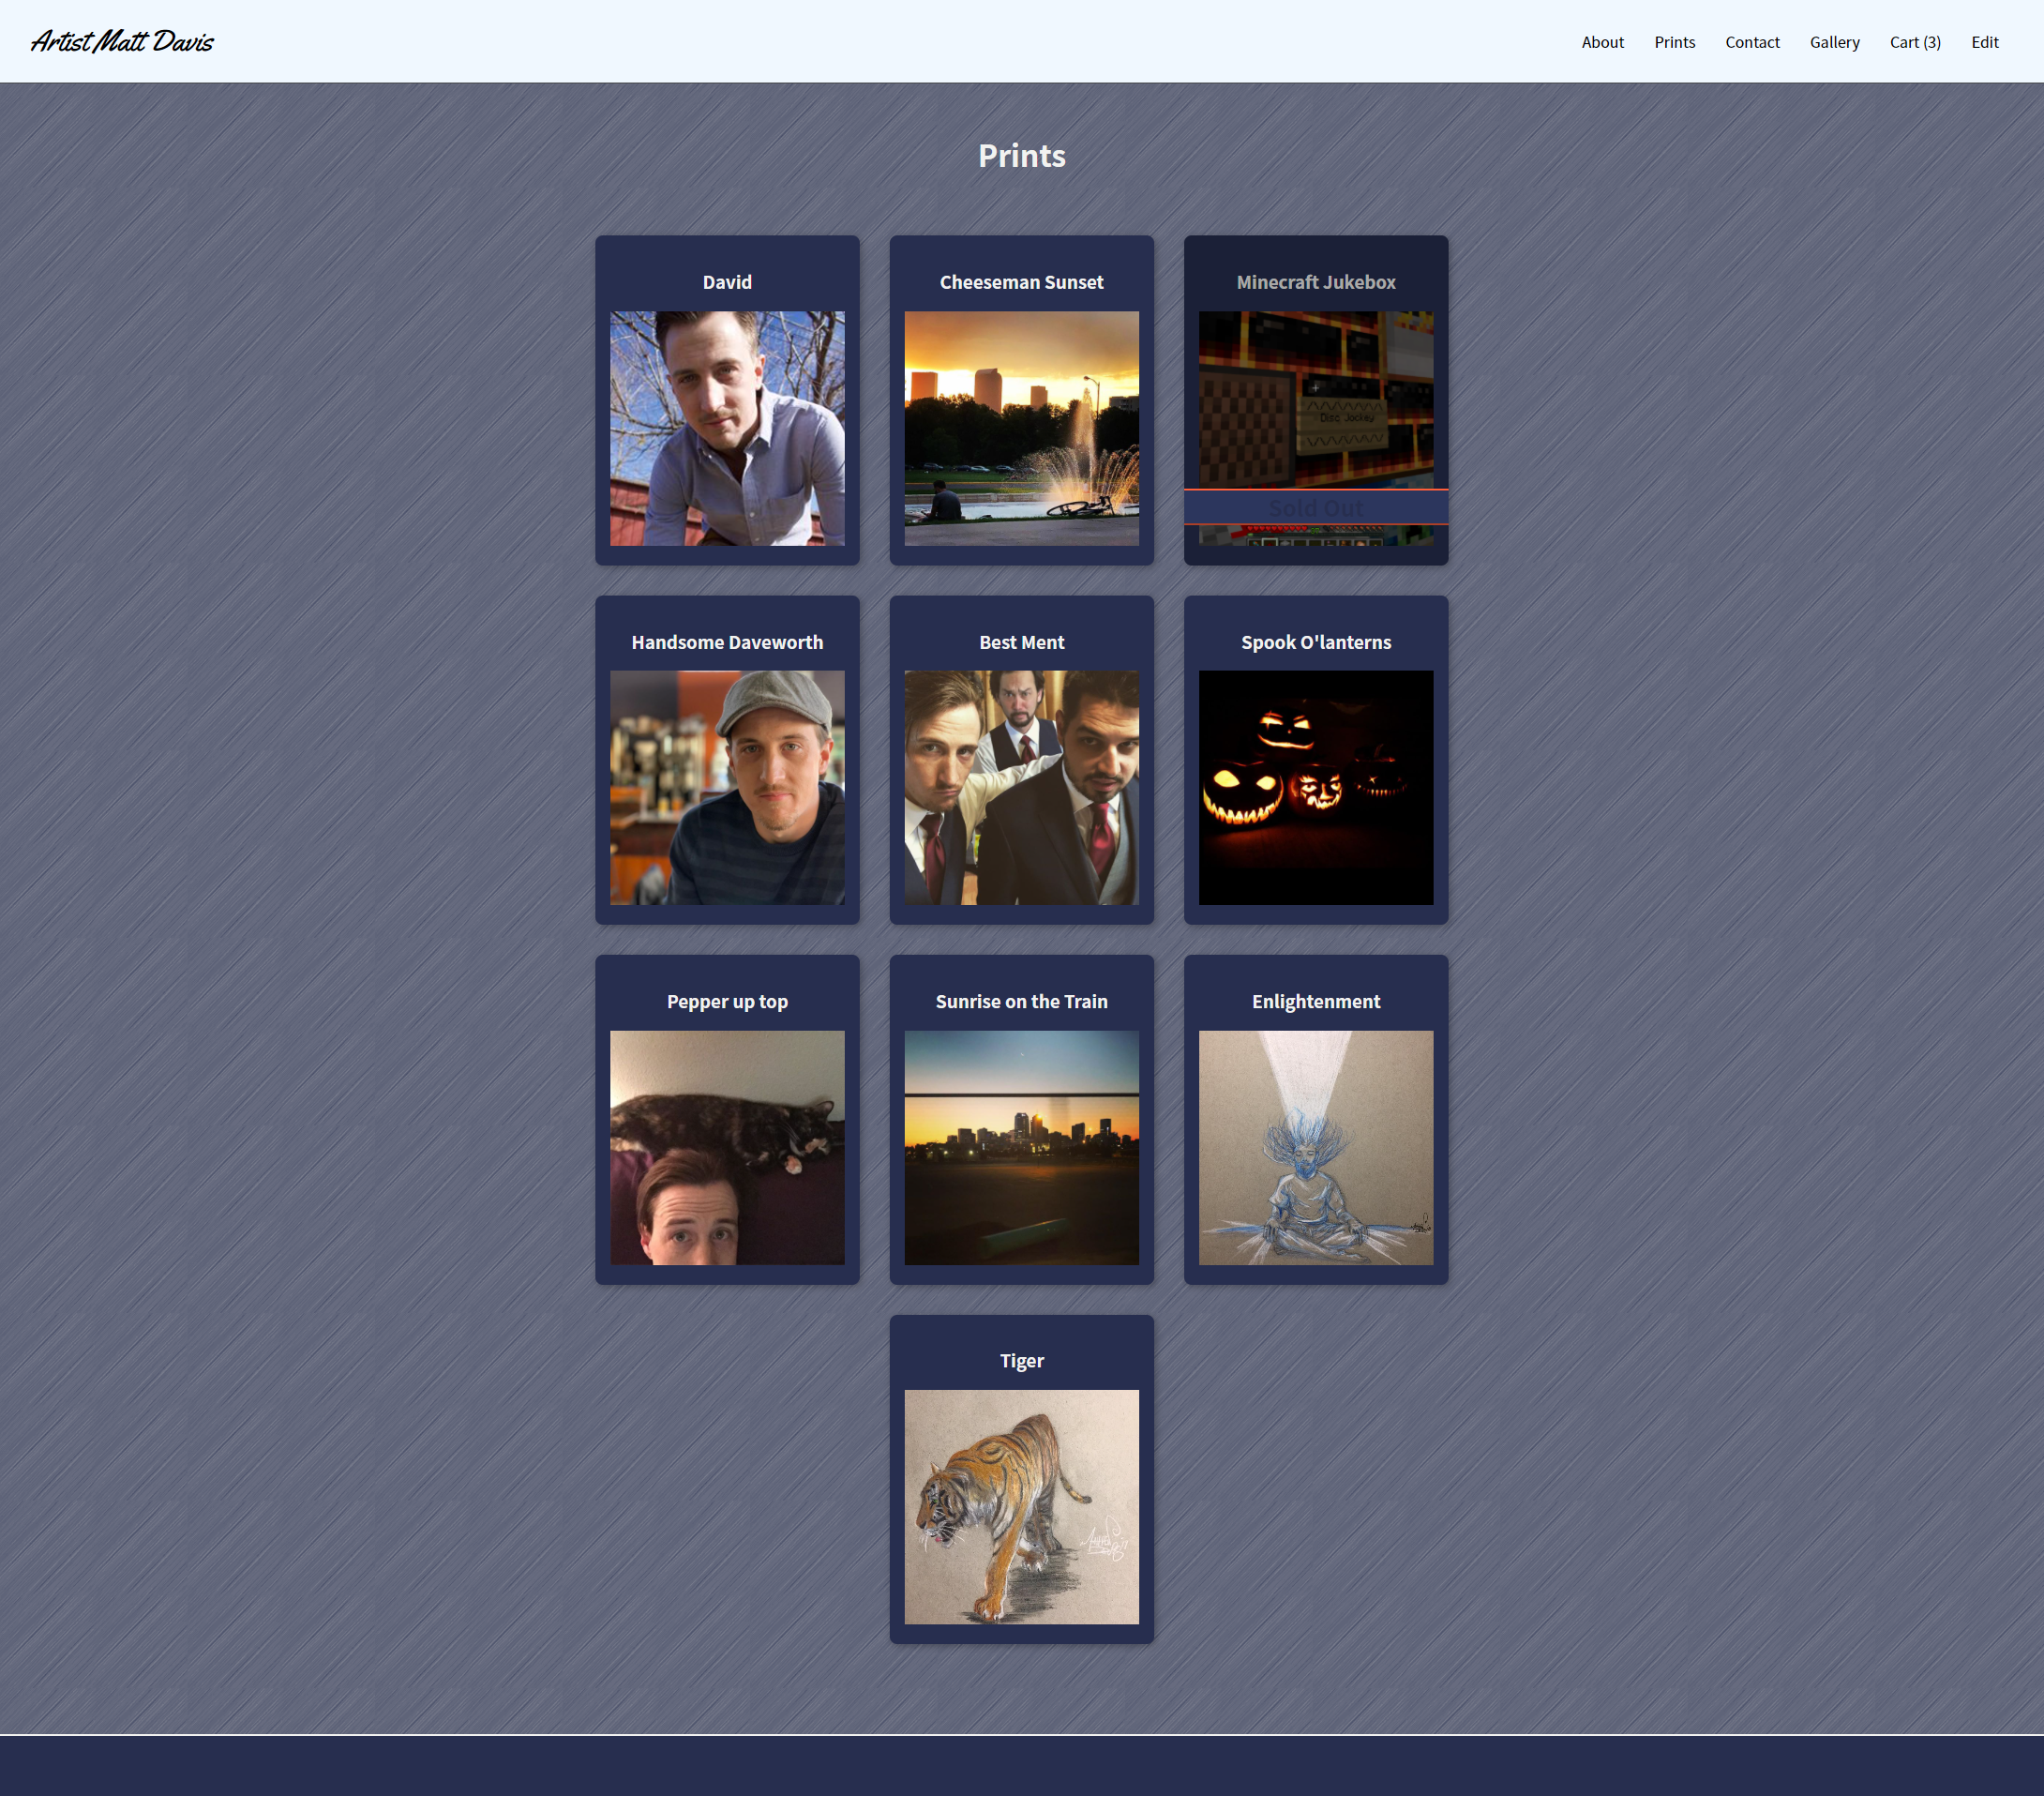 Artist Matt Davis
About Prints Contact Gallery Cart (3) Edit
Prints
David
Cheeseman Sunset
Minecraft Jukebox
Disc Jockey
Sold Out
Handsome Daveworth
Best Ment
Spook O'lanterns
Pepper up top
Sunrise on the Train
Enlightenment
Tiger